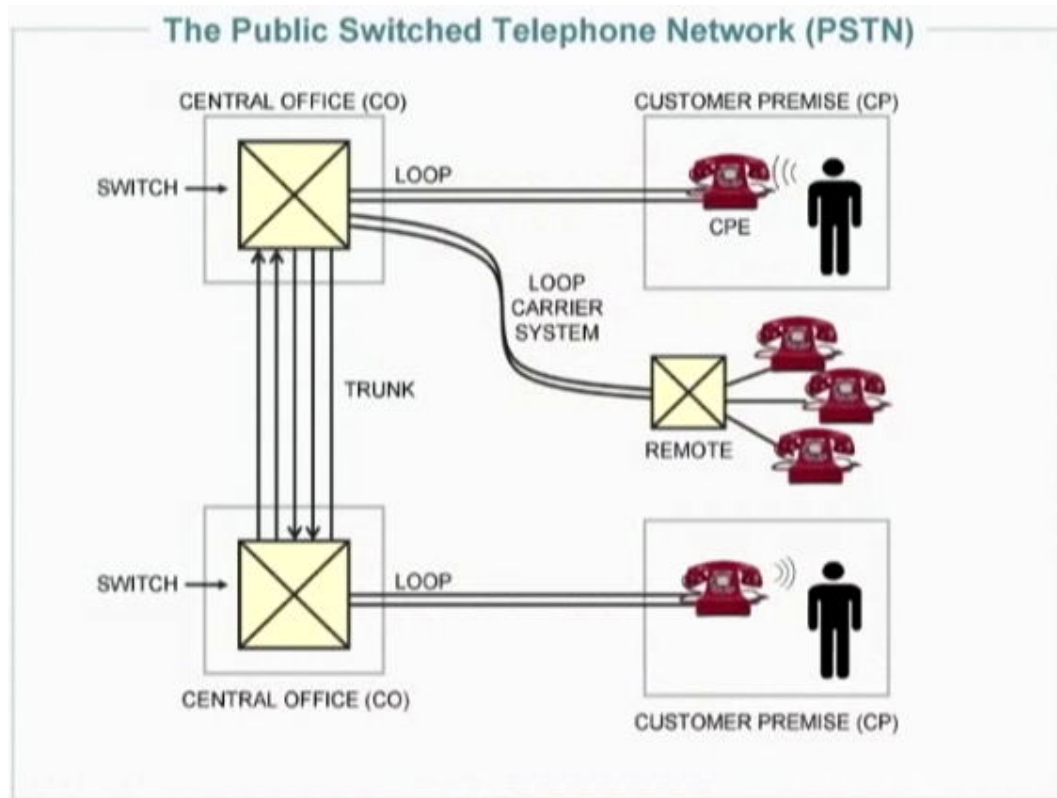 The Public Switched Telephone Network (PSTN)
CENTRAL OFFICE (CO)
CUSTOMER PREMISE (CP)
SWITCH
LOOP
CPE
LOOP
CARRIER
SYSTEM
TRUNK
REMOTE
SWITCH
LOOP
CENTRAL OFFICE (CO)
CUSTOMER PREMISE (CP)